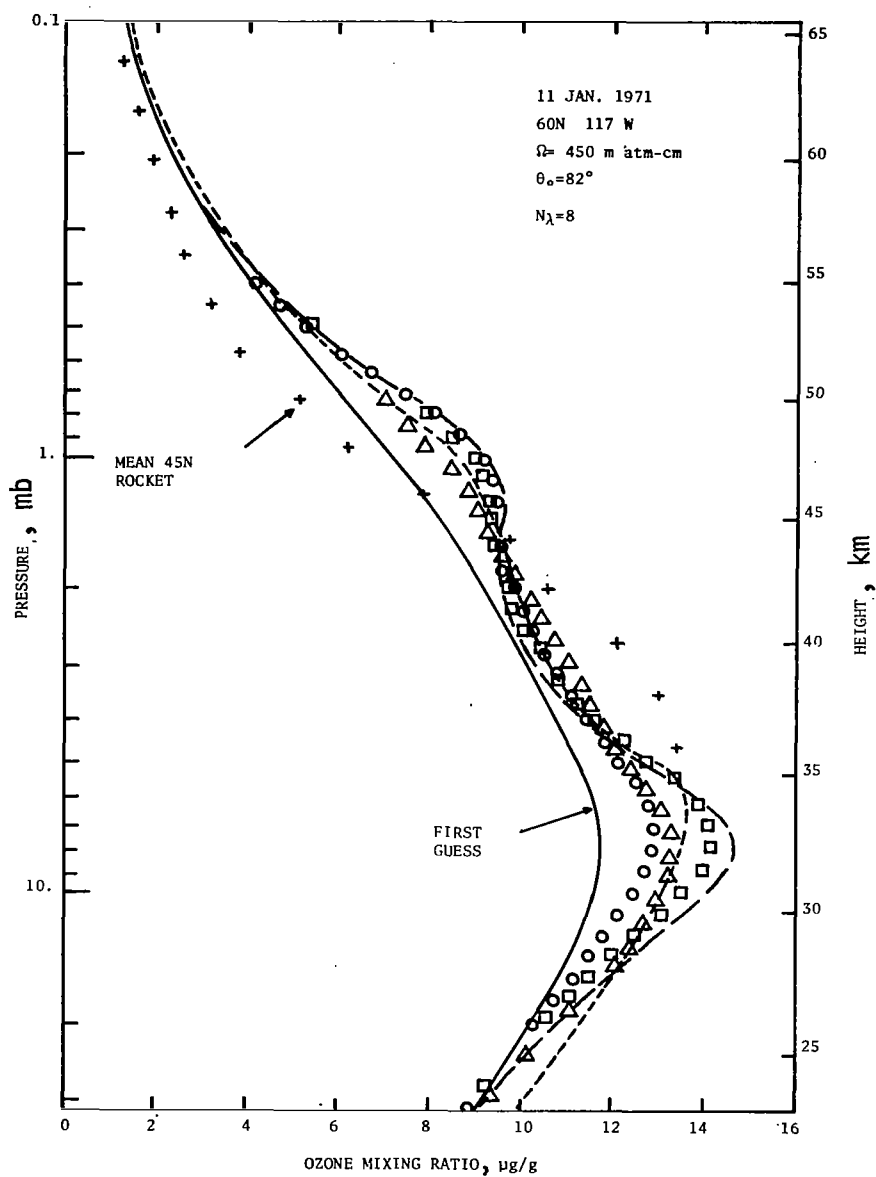 0.1
65
11 JAN. 1971
60N 117 W
Ω= 450 m atm-cm
θo=82°
Nλ=8
60
55
50
MEAN 45N
ROCKET
1.
45
PRESSURE, mb
HEIGHT, km
40
35
FIRST
GUESS
10.
30
25
0 2 4 6 8 10 12 14 16
OZONE MIXING RATIO, µg/g